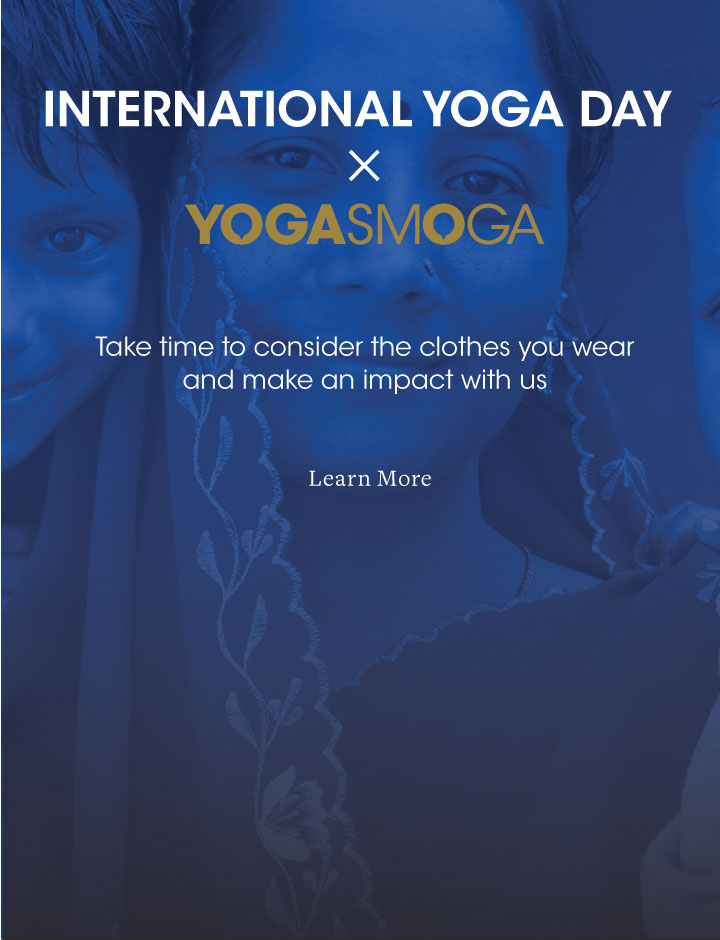 INTERNATIONAL YOGA DAY
×
YOGASMOGA
Take time to consider the clothes you wear
and make an impact with us
Learn More